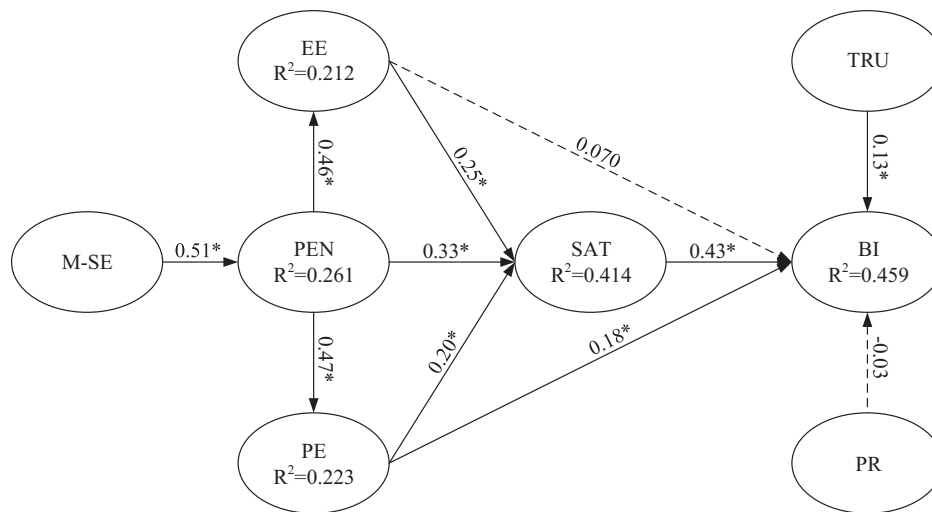 EE
R²=0.212
TRU
0.070
0.25*
0.46*
0.13*
M-SE
0.51*
PEN
R²=0.261
0.33*
SAT
R²=0.414
0.43*
BI
R²=0.459
0.47*
0.20*
0.18*
-0.03
PE
R²=0.223
PR